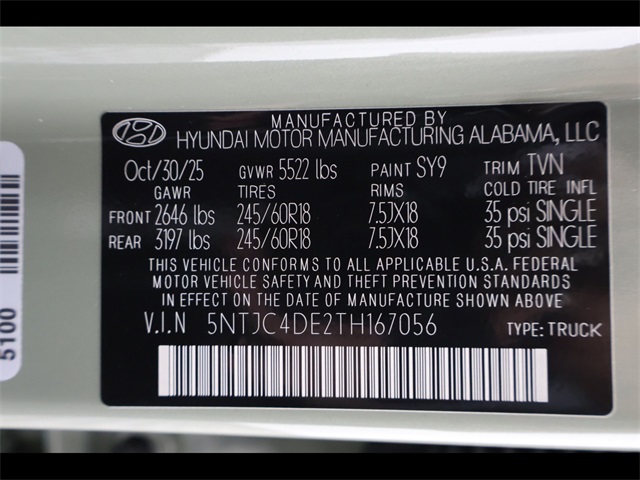 MANUFACTURED BY
HYUNDAI MOTOR MANUFACTURING ALABAMA, LLC
Oct/30/25 GVWR 5522 lbs PAINT SY9 TRIM TVN
GAWR TIRES RIMS COLD TIRE INFL
FRONT 2646 lbs 245/60R18 7.5JX18 35 psi SINGLE
REAR 3197 lbs 245/60R18 7.5JX18 35 psi SINGLE
THIS VEHICLE CONFORMS TO ALL APPLICABLE U.S.A. FEDERAL
MOTOR VEHICLE SAFETY AND THEFT PREVENTION STANDARDS
IN EFFECT ON THE DATE OF MANUFACTURE SHOWN ABOVE
V.I.N 5NTJC4DE2TH167056 TYPE: TRUCK
5100